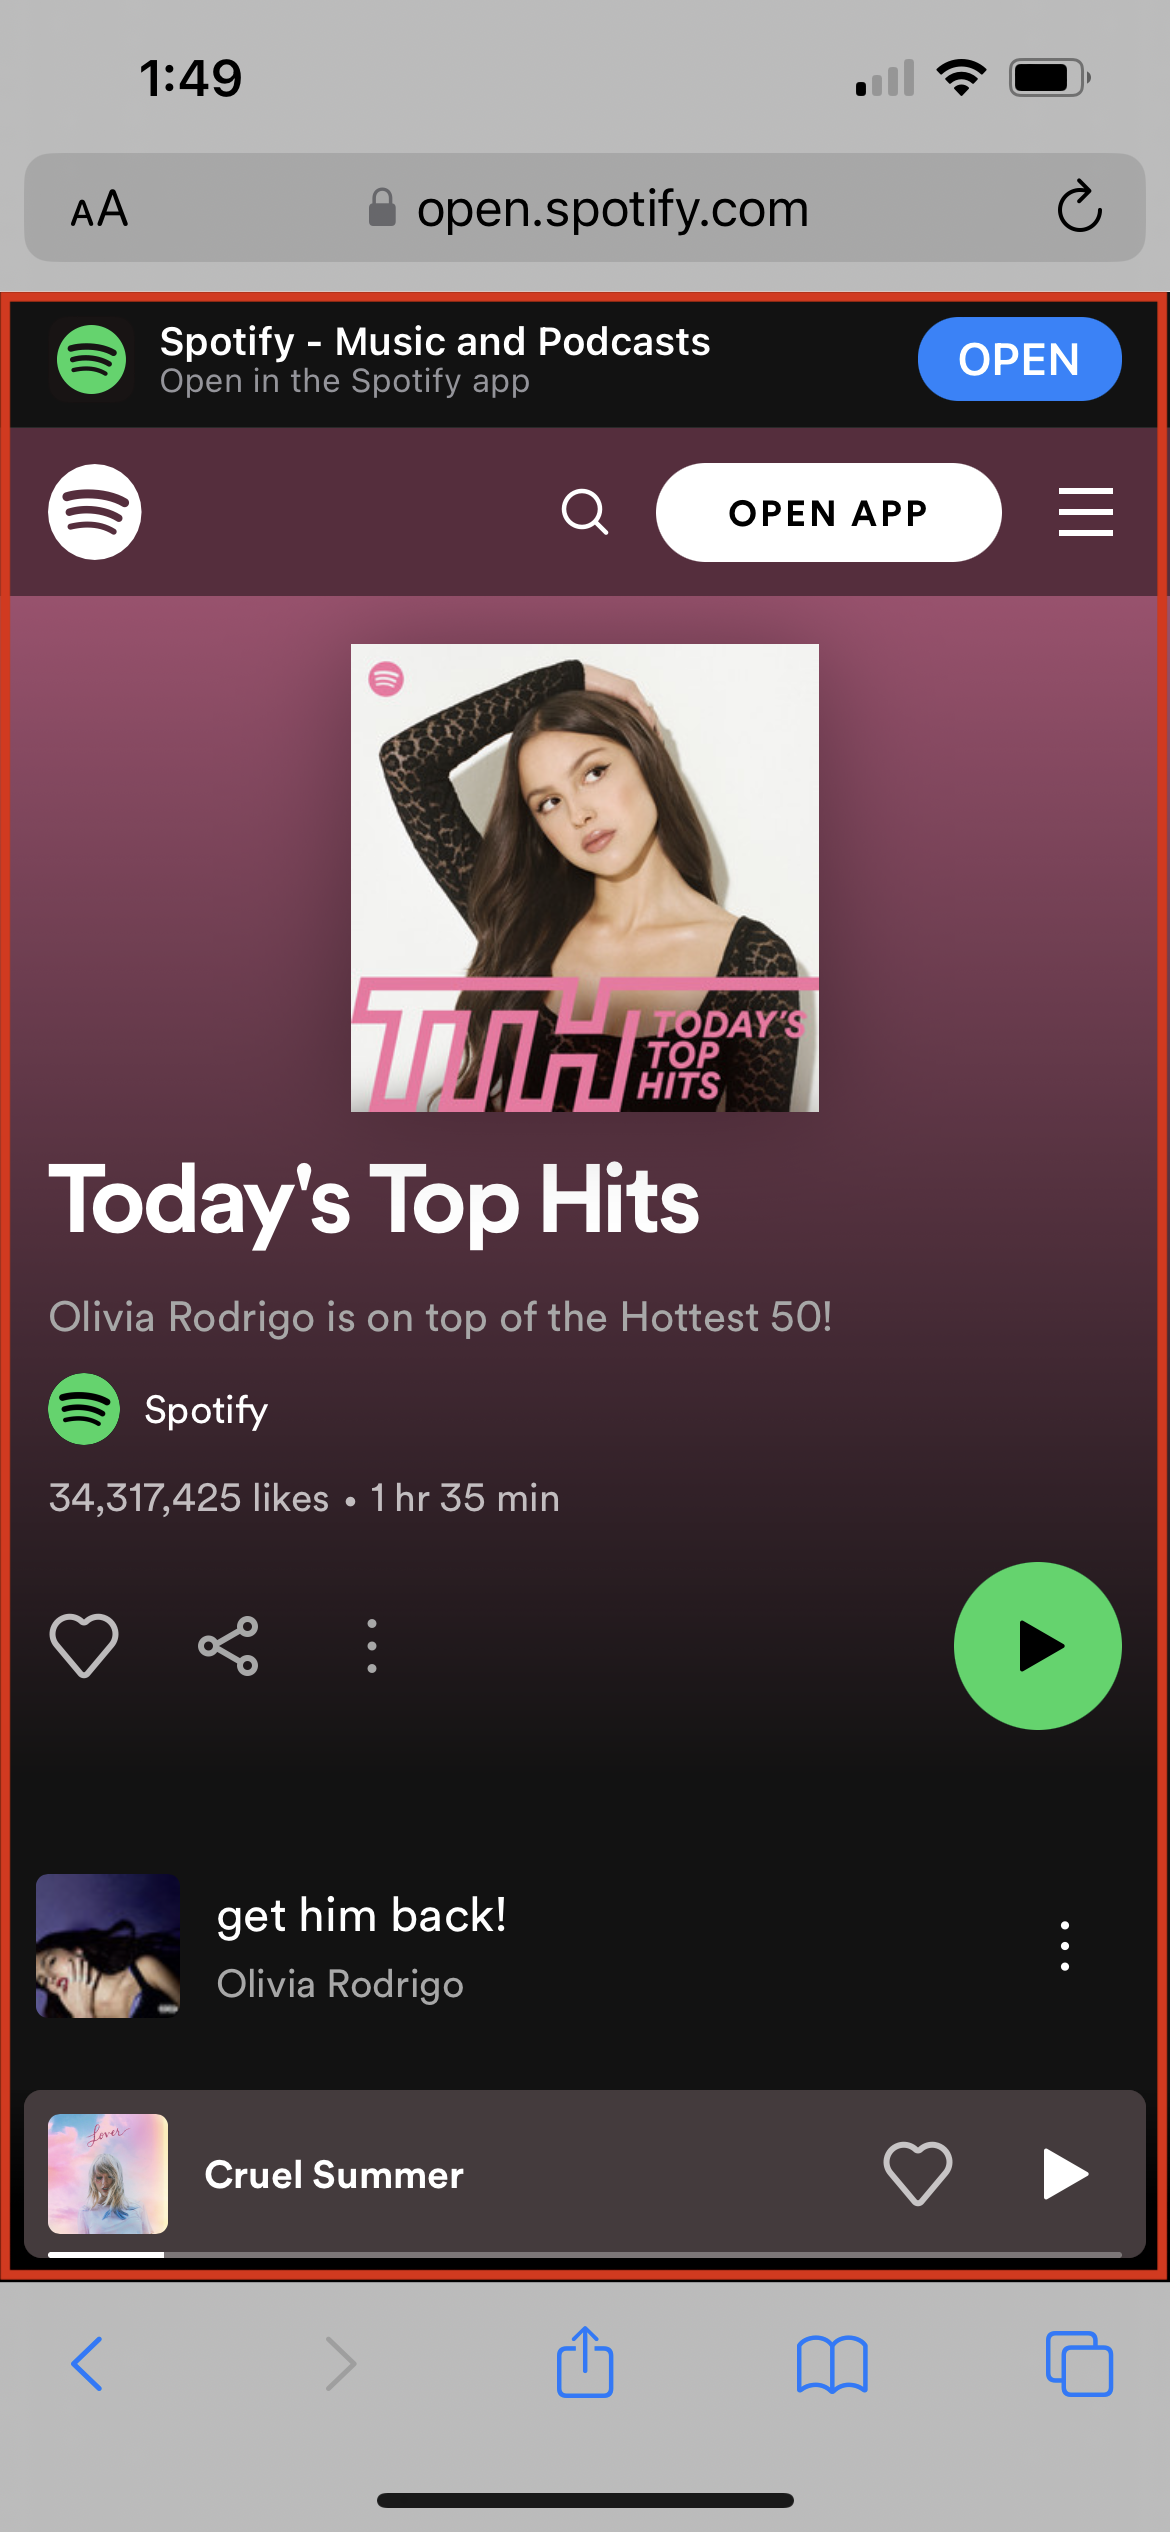 1:49
AA open.spotify.com
Spotify - Music and Podcasts
Open in the Spotify app
OPEN
OPEN APP
TTH
TODAY'S
TOP
HITS
Today's Top Hits
Olivia Rodrigo is on top of the Hottest 50!
Spotify
34,317,425 likes • 1 hr 35 min
get him back!
Olivia Rodrigo
Lover
Cruel Summer